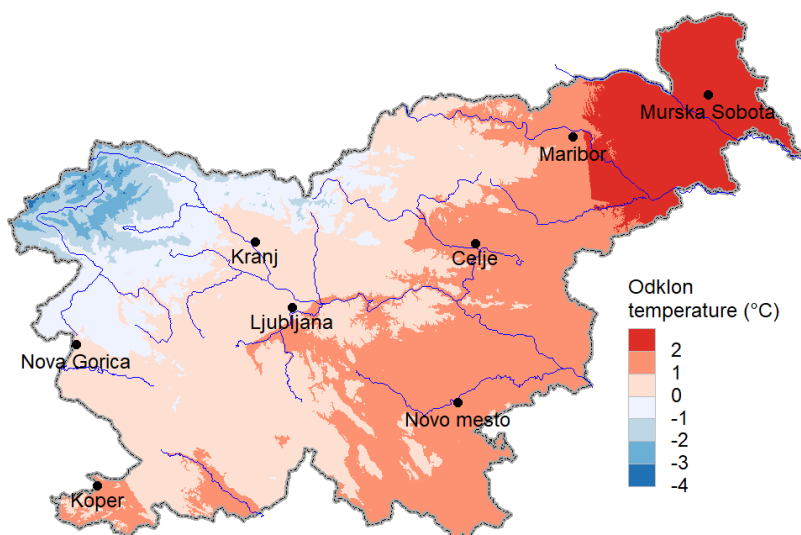 Murska Sobota
Maribor
Kranj
Celje
Ljubljana
Nova Gorica
Novo mesto
Koper
Odklon
temperature (°C)
2
1
0
-1
-2
-3
-4